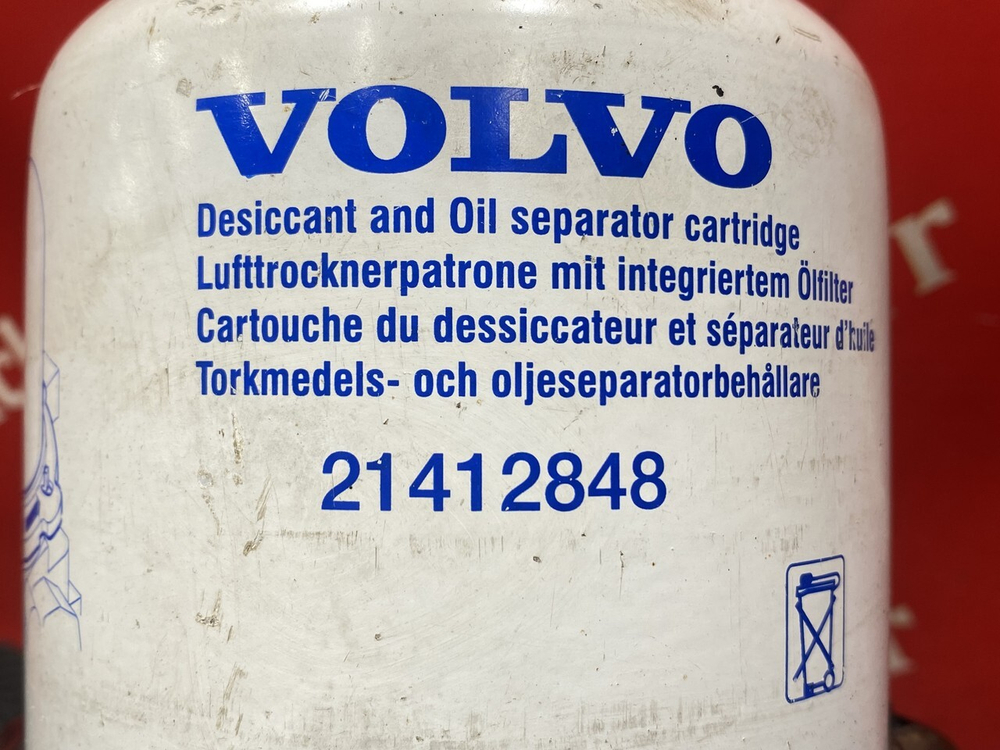 VOLVO
Desiccant and Oil separator cartridge
Lufttrocknerpatrone mit integriertem Ölfilter
Cartouche du dessiccateur et séparateur d'huile
Torkmedels- och oljeseparatorbehållare
21412848